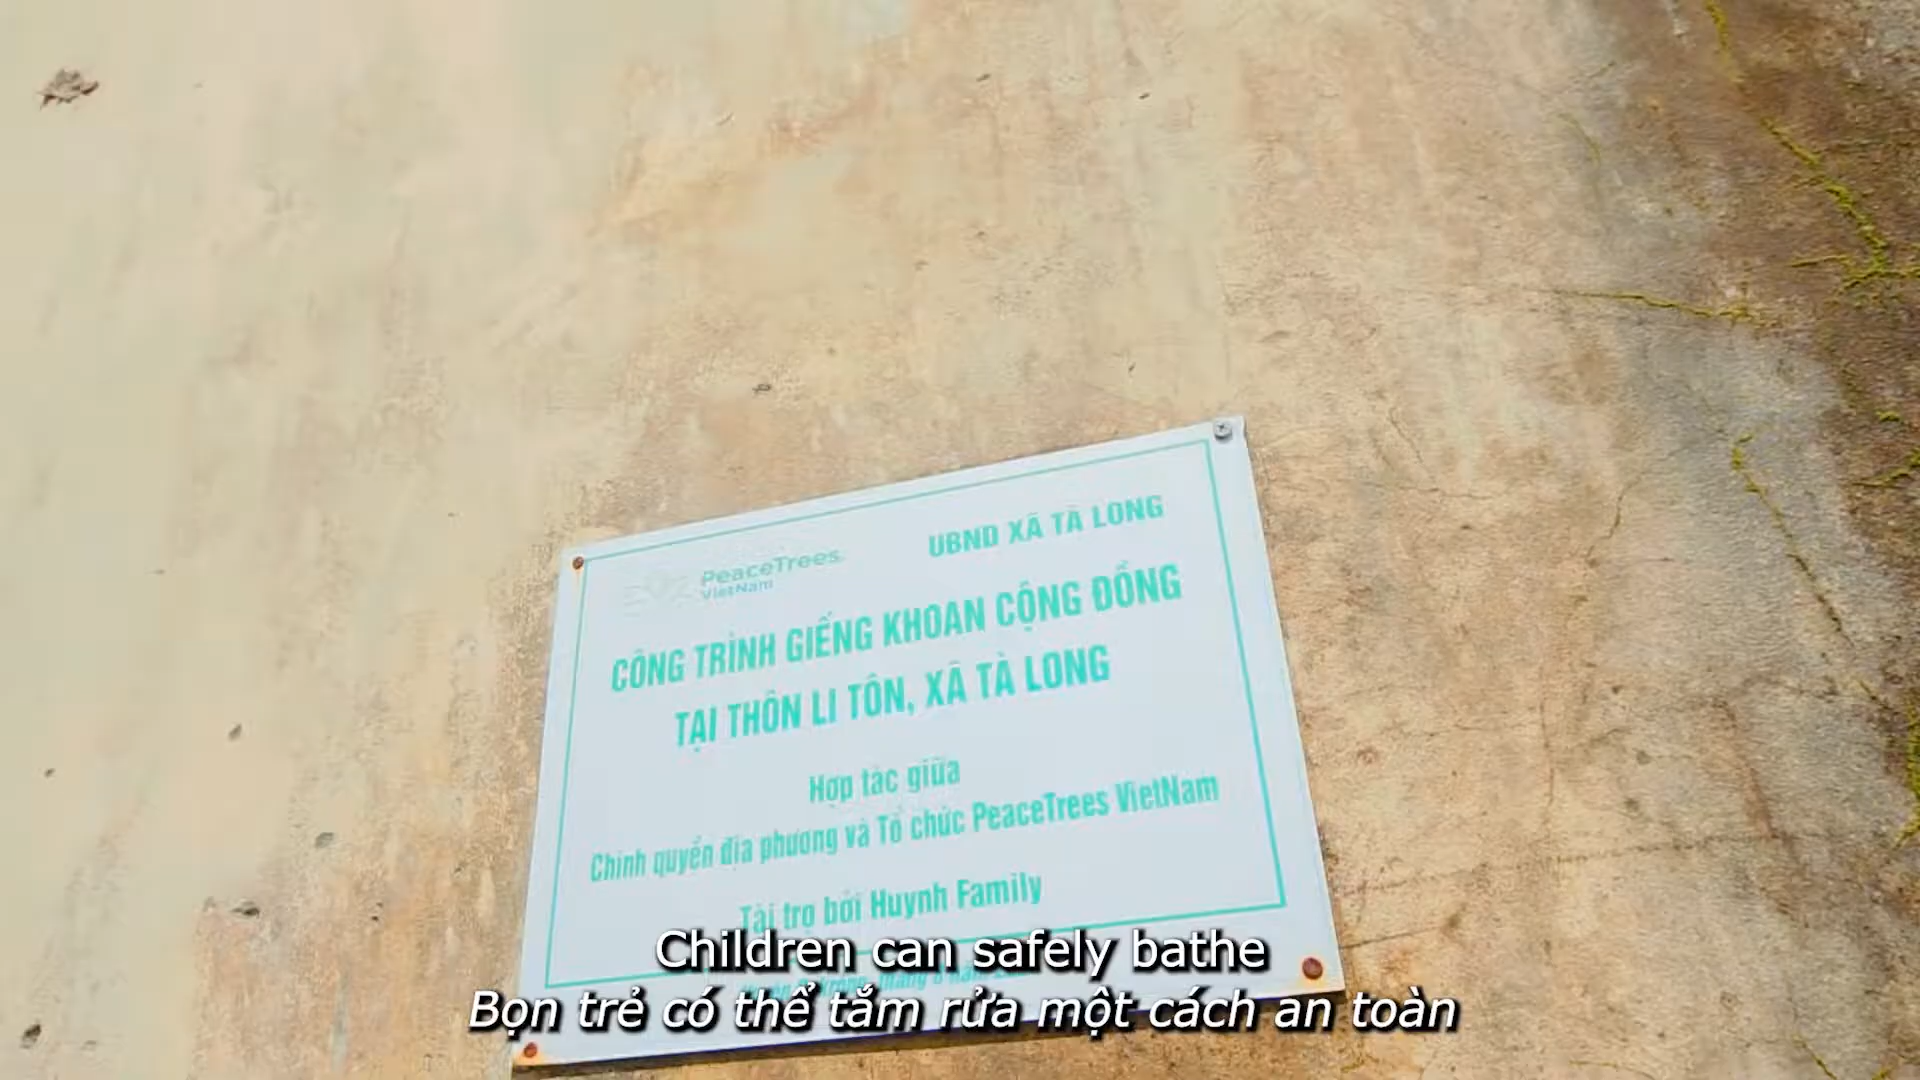 PeaceTrees
VietNam
UBND XÃ TÀ LONG
CÔNG TRÌNH GIẾNG KHOAN CỘNG ĐỒNG
TẠI THÔN LI TÔN, XÃ TÀ LONG
Hợp tác giữa
Chính quyền địa phương và Tổ chức PeaceTrees VietNam
Tài trợ bởi Huynh Family
Children can safely bathe
Bọn trẻ có thể tắm rửa một cách an toàn